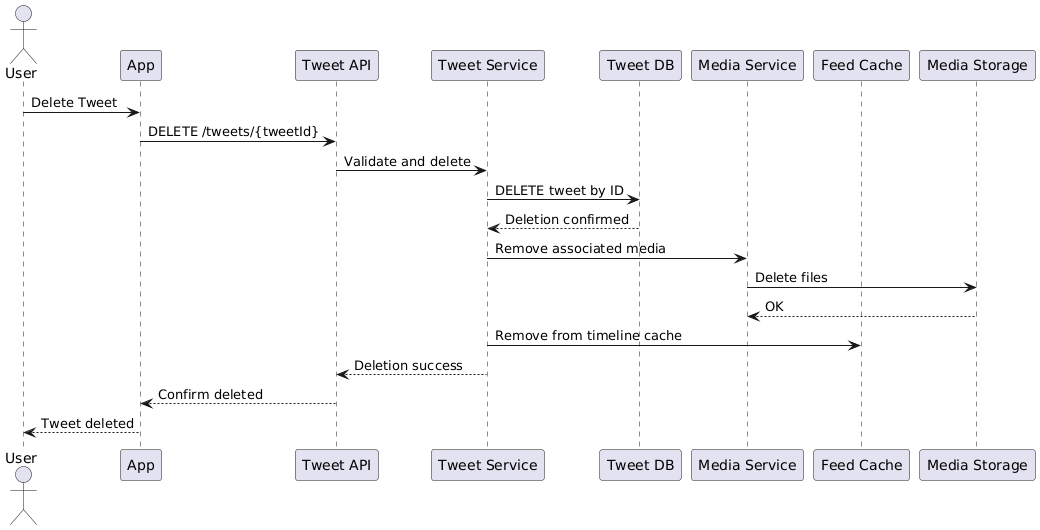 User
App
Tweet API
Tweet Service
Tweet DB
Media Service
Feed Cache
Media Storage
Delete Tweet
DELETE /tweets/{tweetId}
Validate and delete
DELETE tweet by ID
Deletion confirmed
Remove associated media
Delete files
OK
Remove from timeline cache
Deletion success
Confirm deleted
Tweet deleted
User
App
Tweet API
Tweet Service
Tweet DB
Media Service
Feed Cache
Media Storage